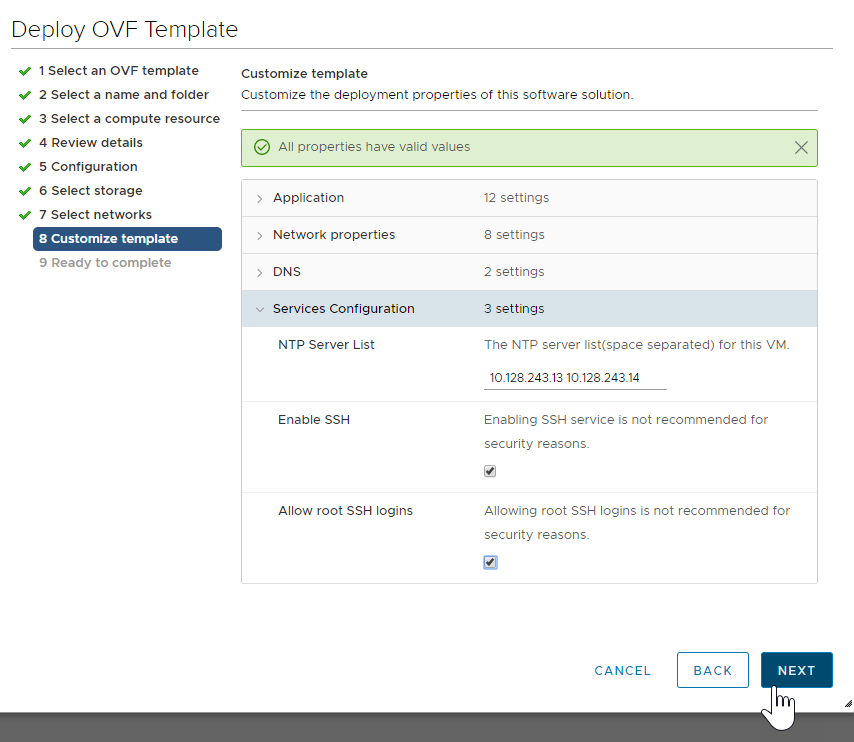 Deploy OVF Template
1 Select an OVF template
2 Select a name and folder
3 Select a compute resource
4 Review details
5 Configuration
6 Select storage
7 Select networks
8 Customize template
9 Ready to complete
Customize template
Customize the deployment properties of this software solution.
All properties have valid values
Application 12 settings
Network properties 8 settings
DNS 2 settings
Services Configuration 3 settings
NTP Server List The NTP server list(space separated) for this VM.
10.128.243.13 10.128.243.14
Enable SSH Enabling SSH service is not recommended for
security reasons.
Allow root SSH logins Allowing root SSH logins is not recommended for
security reasons.
CANCEL BACK NEXT